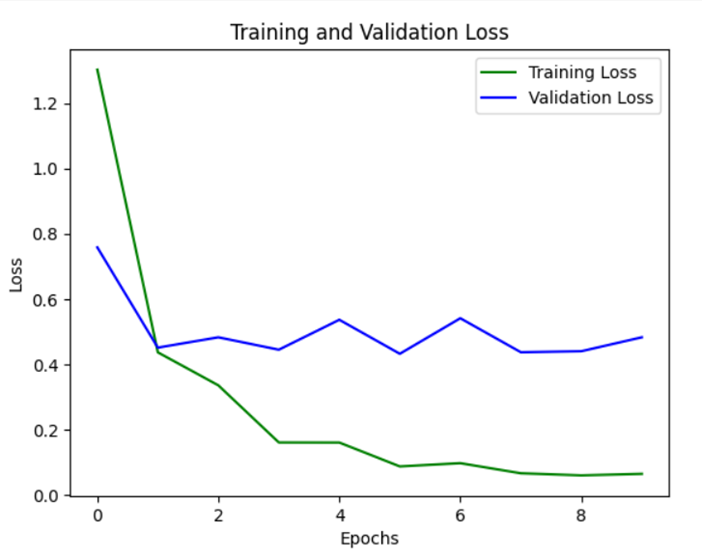 Training and Validation Loss
Training Loss
Validation Loss
1.2
1.0
0.8
0.6
0.4
0.2
0.0
Loss
0 2 4 6 8
Epochs